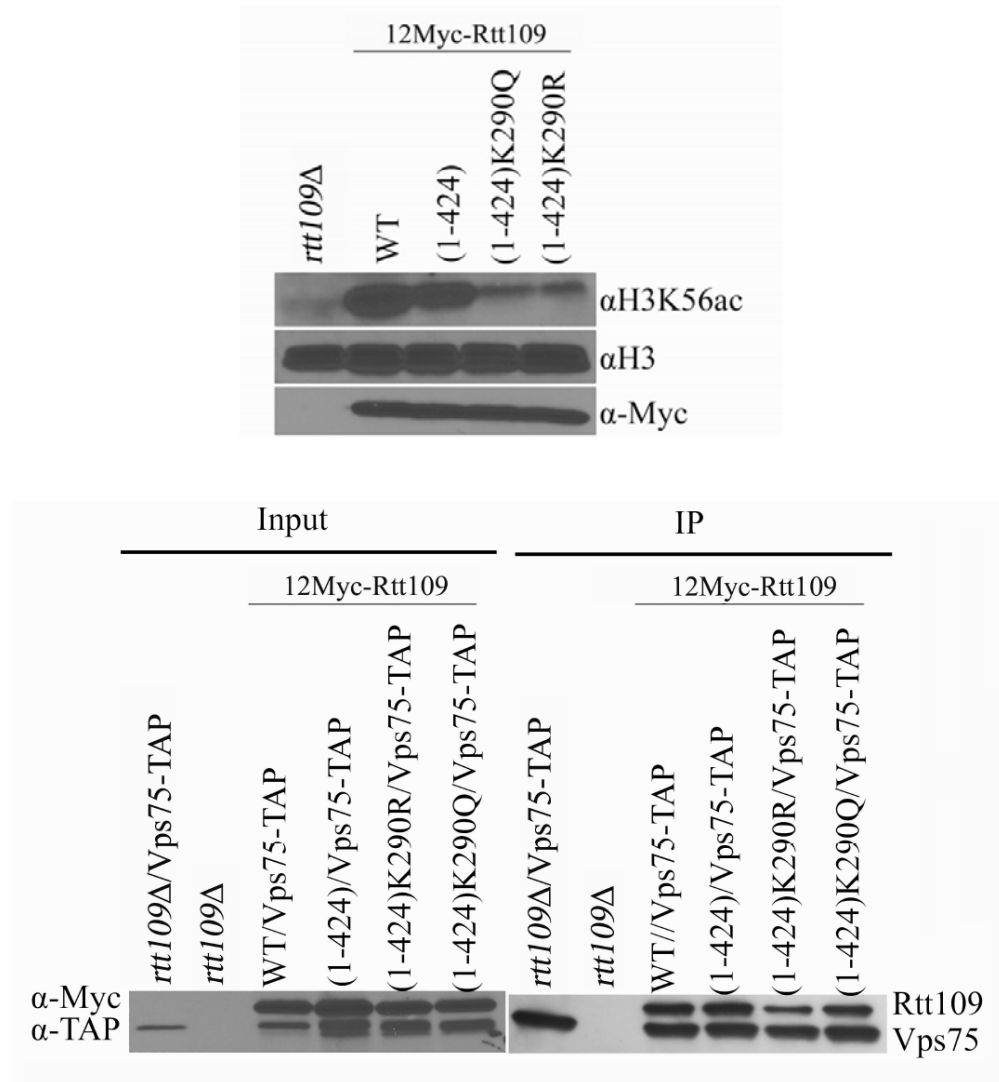 12Myc-Rtt109
rtt109Δ
WT
(1-424)
(1-424)K290Q
(1-424)K290R
αH3K56ac
αH3
α-Myc
Input
IP
12Myc-Rtt109
12Myc-Rtt109
rtt109Δ/Vps75-TAP
rtt109Δ
WT/Vps75-TAP
(1-424)/Vps75-TAP
(1-424)K290R/Vps75-TAP
(1-424)K290Q/Vps75-TAP
rtt109Δ/Vps75-TAP
rtt109Δ
WT//Vps75-TAP
(1-424)/Vps75-TAP
(1-424)K290R/Vps75-TAP
(1-424)K290Q/Vps75-TAP
α-Myc
α-TAP
Rtt109
Vps75